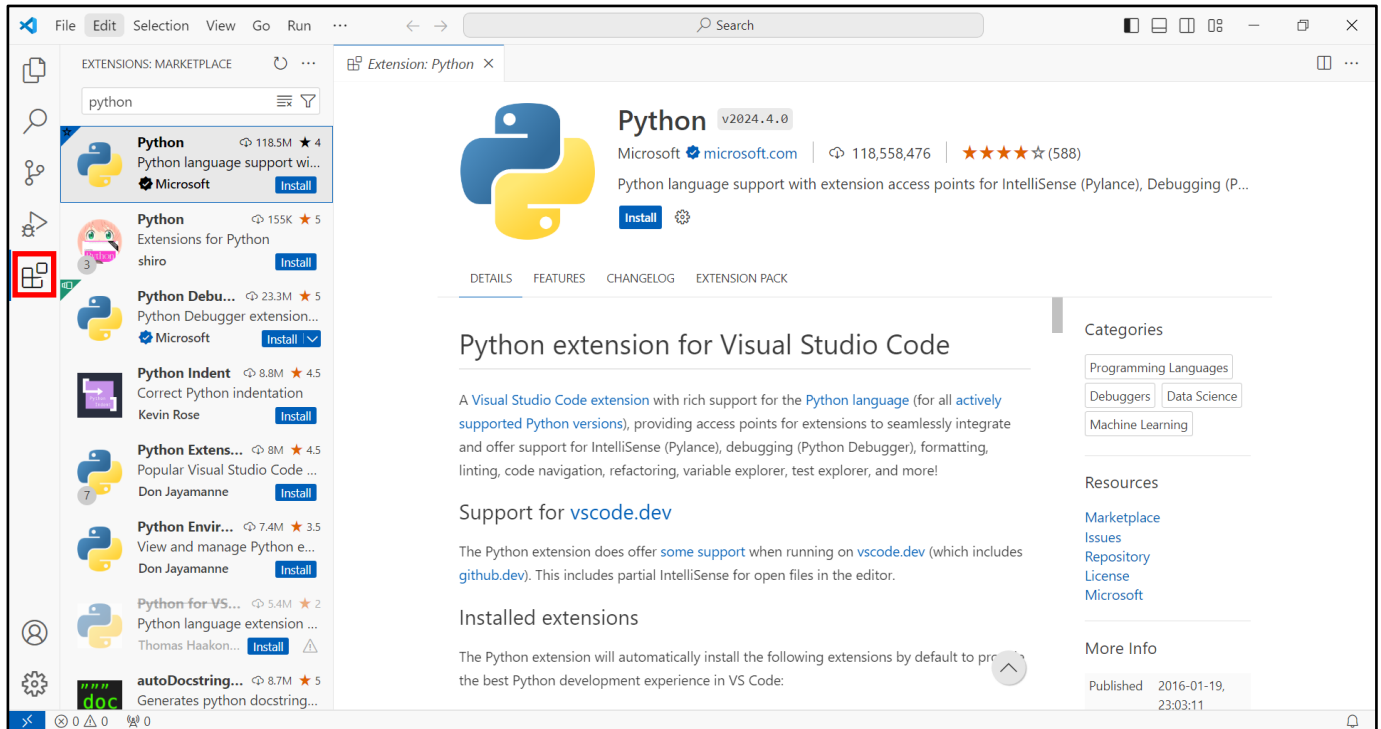 File Edit Selection View Go Run ···
Search
EXTENSIONS: MARKETPLACE
python
Python 118.5M ★ 4
Python language support wi...
Microsoft Install
Python 155K ★ 5
Extensions for Python
shiro Install
3
Python Debu... 23.3M ★ 5
Python Debugger extension...
Microsoft Install
Python Indent 8.8M ★ 4.5
Correct Python indentation
Kevin Rose Install
Python Extens... 8M ★ 4.5
Popular Visual Studio Code ...
Don Jayamanne Install
7
Python Envir... 7.4M ★ 3.5
View and manage Python e...
Don Jayamanne Install
Python for VS... 5.4M ★ 2
Python language extension ...
Thomas Haakon... Install
autoDocstring... 8.7M ★ 5
Generates python docstring...
"""
doc
Extension: Python
Python v2024.4.0
Microsoft microsoft.com 118,558,476 ★★★★☆ (588)
Python language support with extension access points for IntelliSense (Pylance), Debugging (P...
Install
DETAILS FEATURES CHANGELOG EXTENSION PACK
Python extension for Visual Studio Code
A Visual Studio Code extension with rich support for the Python language (for all actively
supported Python versions), providing access points for extensions to seamlessly integrate
and offer support for IntelliSense (Pylance), debugging (Python Debugger), formatting,
linting, code navigation, refactoring, variable explorer, test explorer, and more!
Support for vscode.dev
The Python extension does offer some support when running on vscode.dev (which includes
github.dev). This includes partial IntelliSense for open files in the editor.
Installed extensions
The Python extension will automatically install the following extensions by default to
the best Python development experience in VS Code:
Categories
Programming Languages
Debuggers Data Science
Machine Learning
Resources
Marketplace
Issues
Repository
License
Microsoft
More Info
Published 2016-01-19,
23:03:11
0 0 0